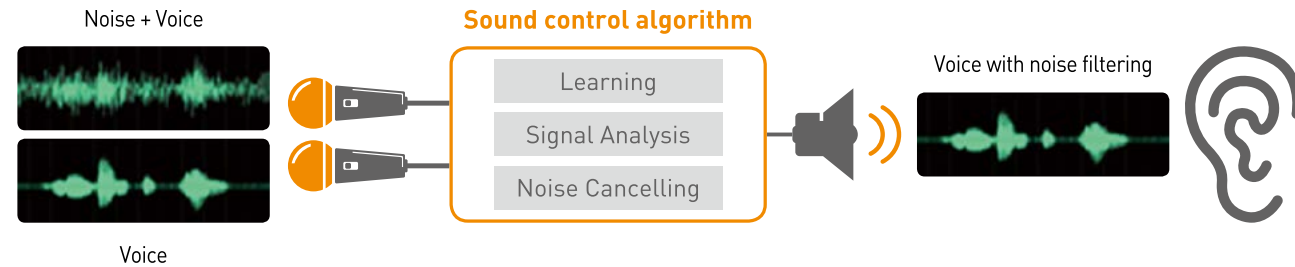 Noise + Voice
Voice
Sound control algorithm
Learning
Signal Analysis
Noise Cancelling
Voice with noise filtering